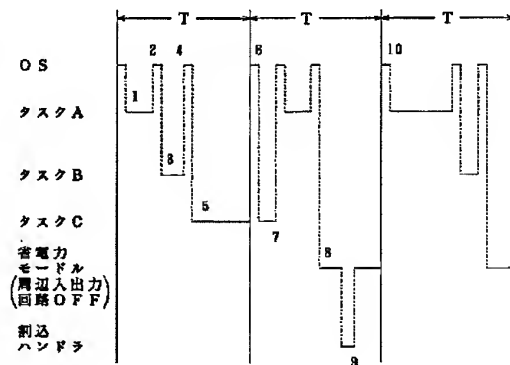 T T T
2 4 6 10
OS
1
タスクA
3
タスクB
5
タスクC
7
省電力
モードル 8
(周辺入出力
回路OFF)
割込
ハンドラ
9